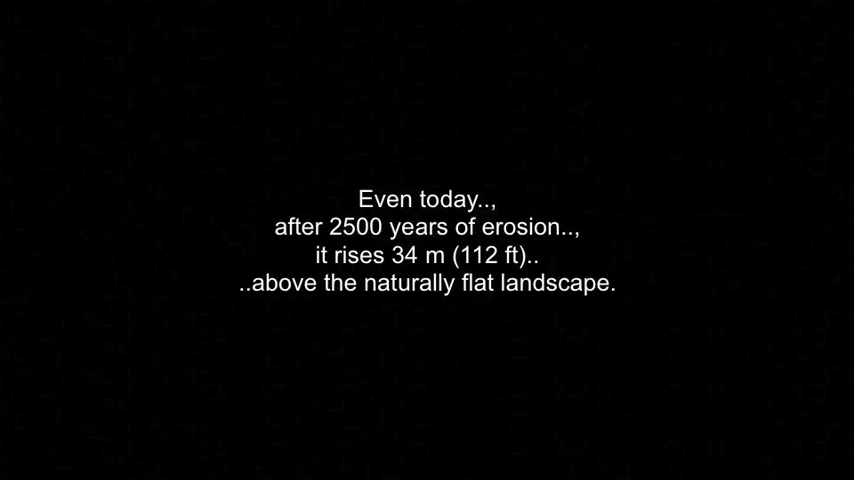 Even today..,
after 2500 years of erosion..,
it rises 34 m (112 ft)..
..above the naturally flat landscape.